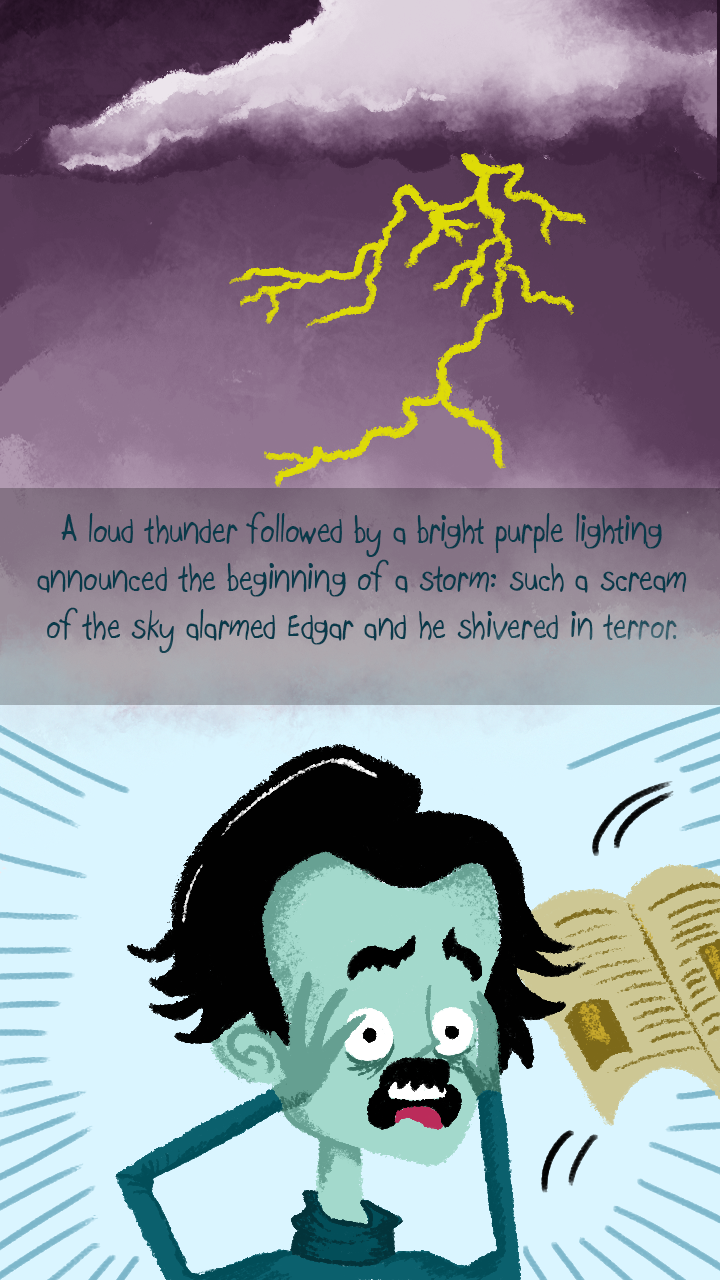 A loud thunder followed by a bright purple lighting
announced the beginning of a storm: such a scream
of the sky alarmed Edgar and he shivered in terror.